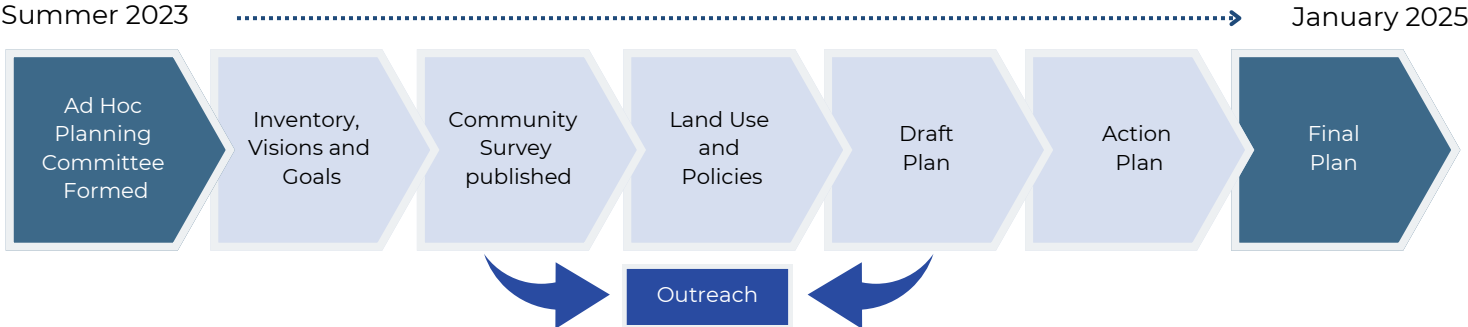 Summer 2023
January 2025
Ad Hoc
Planning
Committee
Formed
Inventory,
Visions and
Goals
Community
Survey
published
Land Use
and
Policies
Draft
Plan
Action
Plan
Final
Plan
Outreach